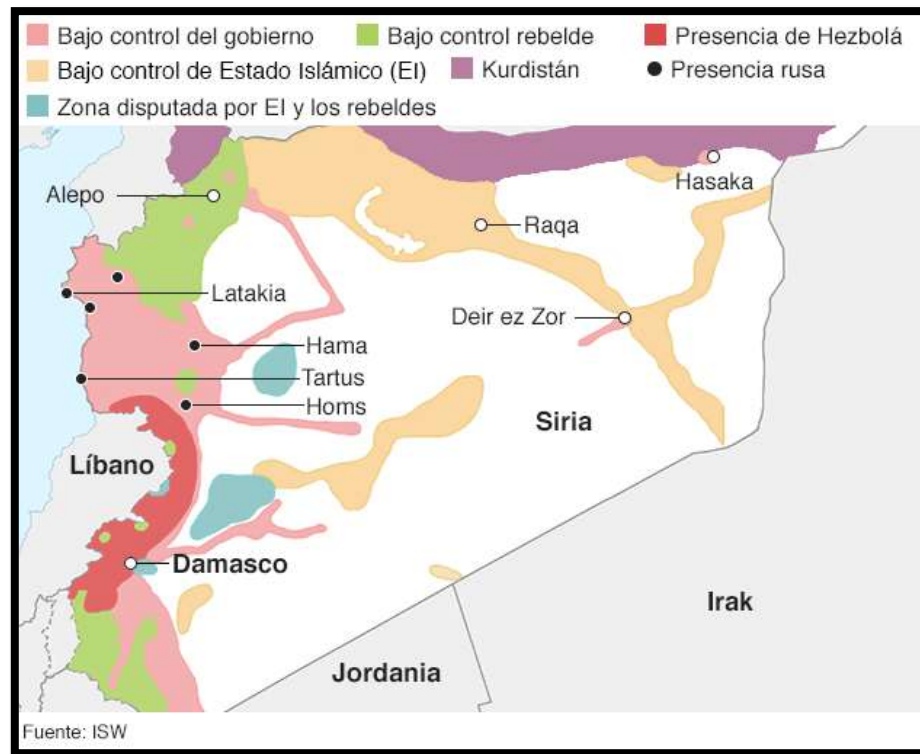 Bajo control del gobierno
Bajo control rebelde
Presencia de Hezbolá
Bajo control de Estado Islámico (EI)
Kurdistán
Presencia rusa
Zona disputada por EI y los rebeldes
Alepo
Hasaka
Raqa
Latakia
Deir ez Zor
Hama
Tartus
Homs
Siria
Líbano
Damasco
Irak
Jordania
Fuente: ISW